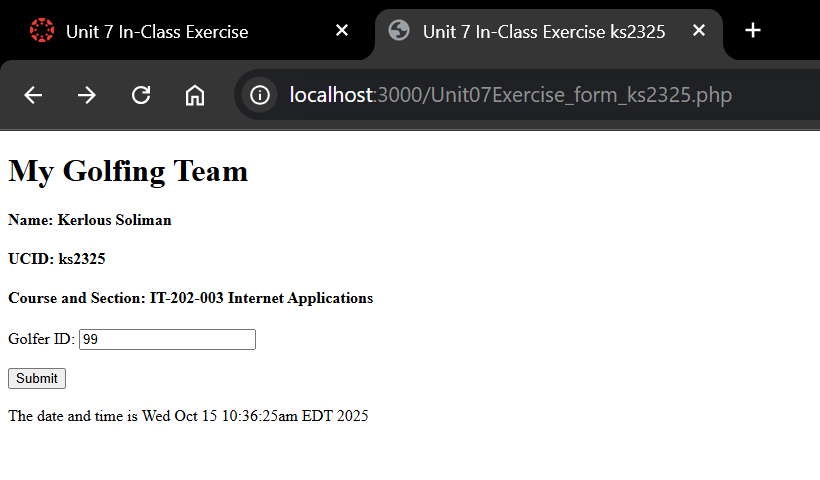 Unit 7 In-Class Exercise
Unit 7 In-Class Exercise ks2325
localhost:3000/Unit07Exercise_form_ks2325.php
My Golfing Team
Name: Kerlous Soliman
UCID: ks2325
Course and Section: IT-202-003 Internet Applications
Golfer ID: 99
Submit
The date and time is Wed Oct 15 10:36:25am EDT 2025